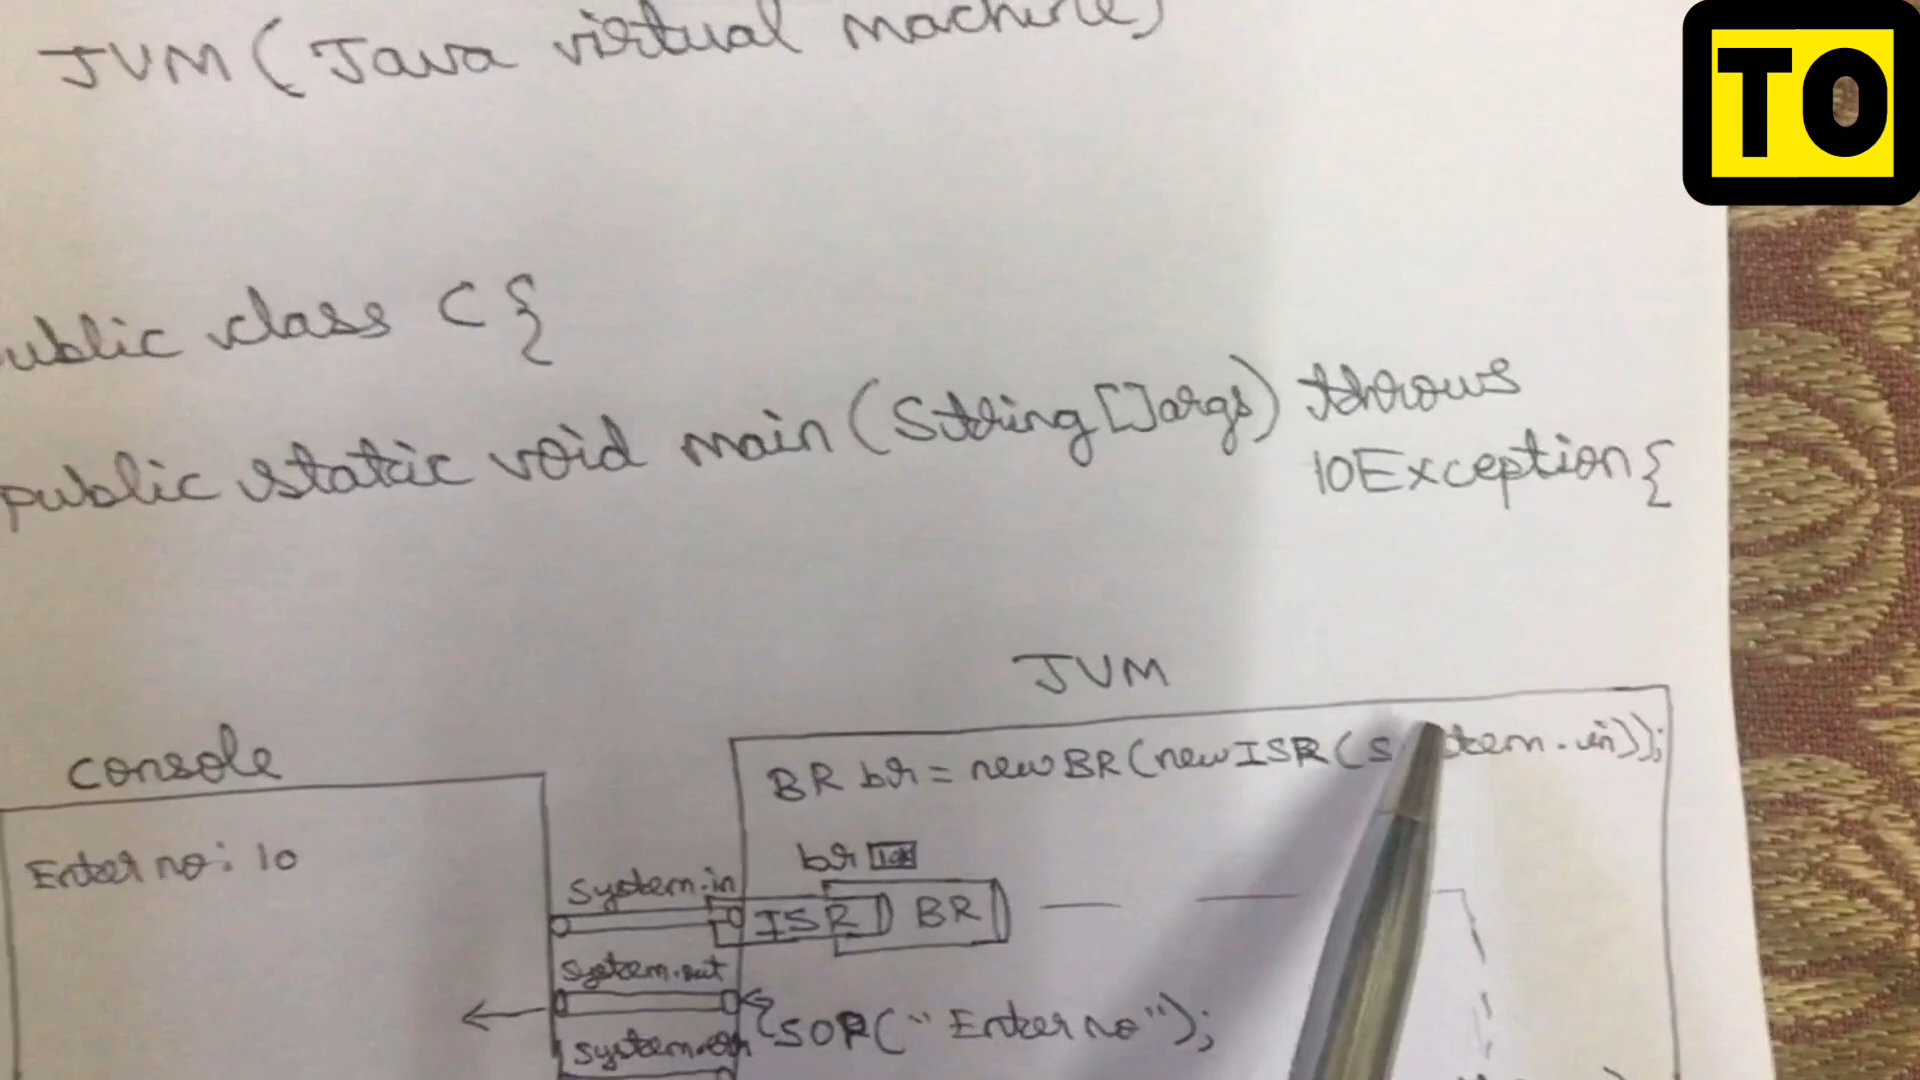 JVM (Java virtual machine)
ublic class C {
public static void main (String []args) throws
IOException {
JVM
console
BR br = new BR (new ISR (System.in));
Enter no: 10
br
System.in
ISR BR
System.out
SOP (" Enter no ");
System.err
TO